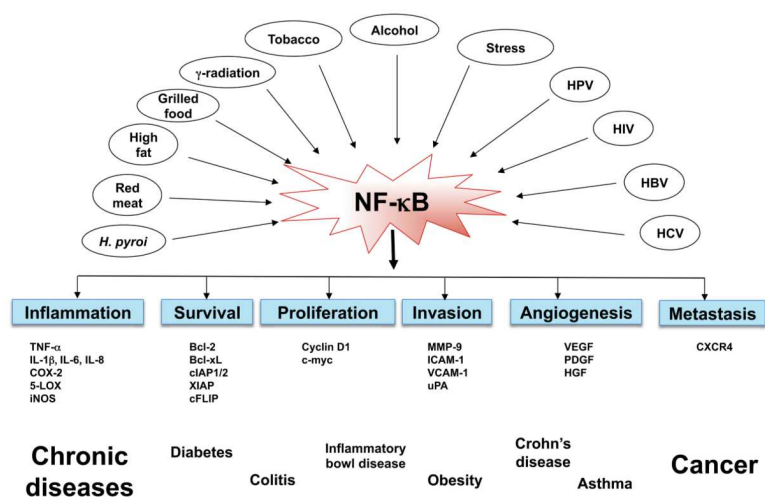 Alcohol
Tobacco
Stress
γ-radiation
HPV
Grilled
food
HIV
High
fat
HBV
Red
meat
HCV
H. pyroi
NF-κB
Inflammation
Survival
Proliferation
Invasion
Angiogenesis
Metastasis
TNF-α
IL-1β, IL-6, IL-8
COX-2
5-LOX
iNOS
Bcl-2
Bcl-xL
cIAP1/2
XIAP
cFLIP
Cyclin D1
c-myc
MMP-9
ICAM-1
VCAM-1
uPA
VEGF
PDGF
HGF
CXCR4
Chronic
diseases
Diabetes
Colitis
Inflammatory
bowl disease
Obesity
Crohn's
disease
Asthma
Cancer